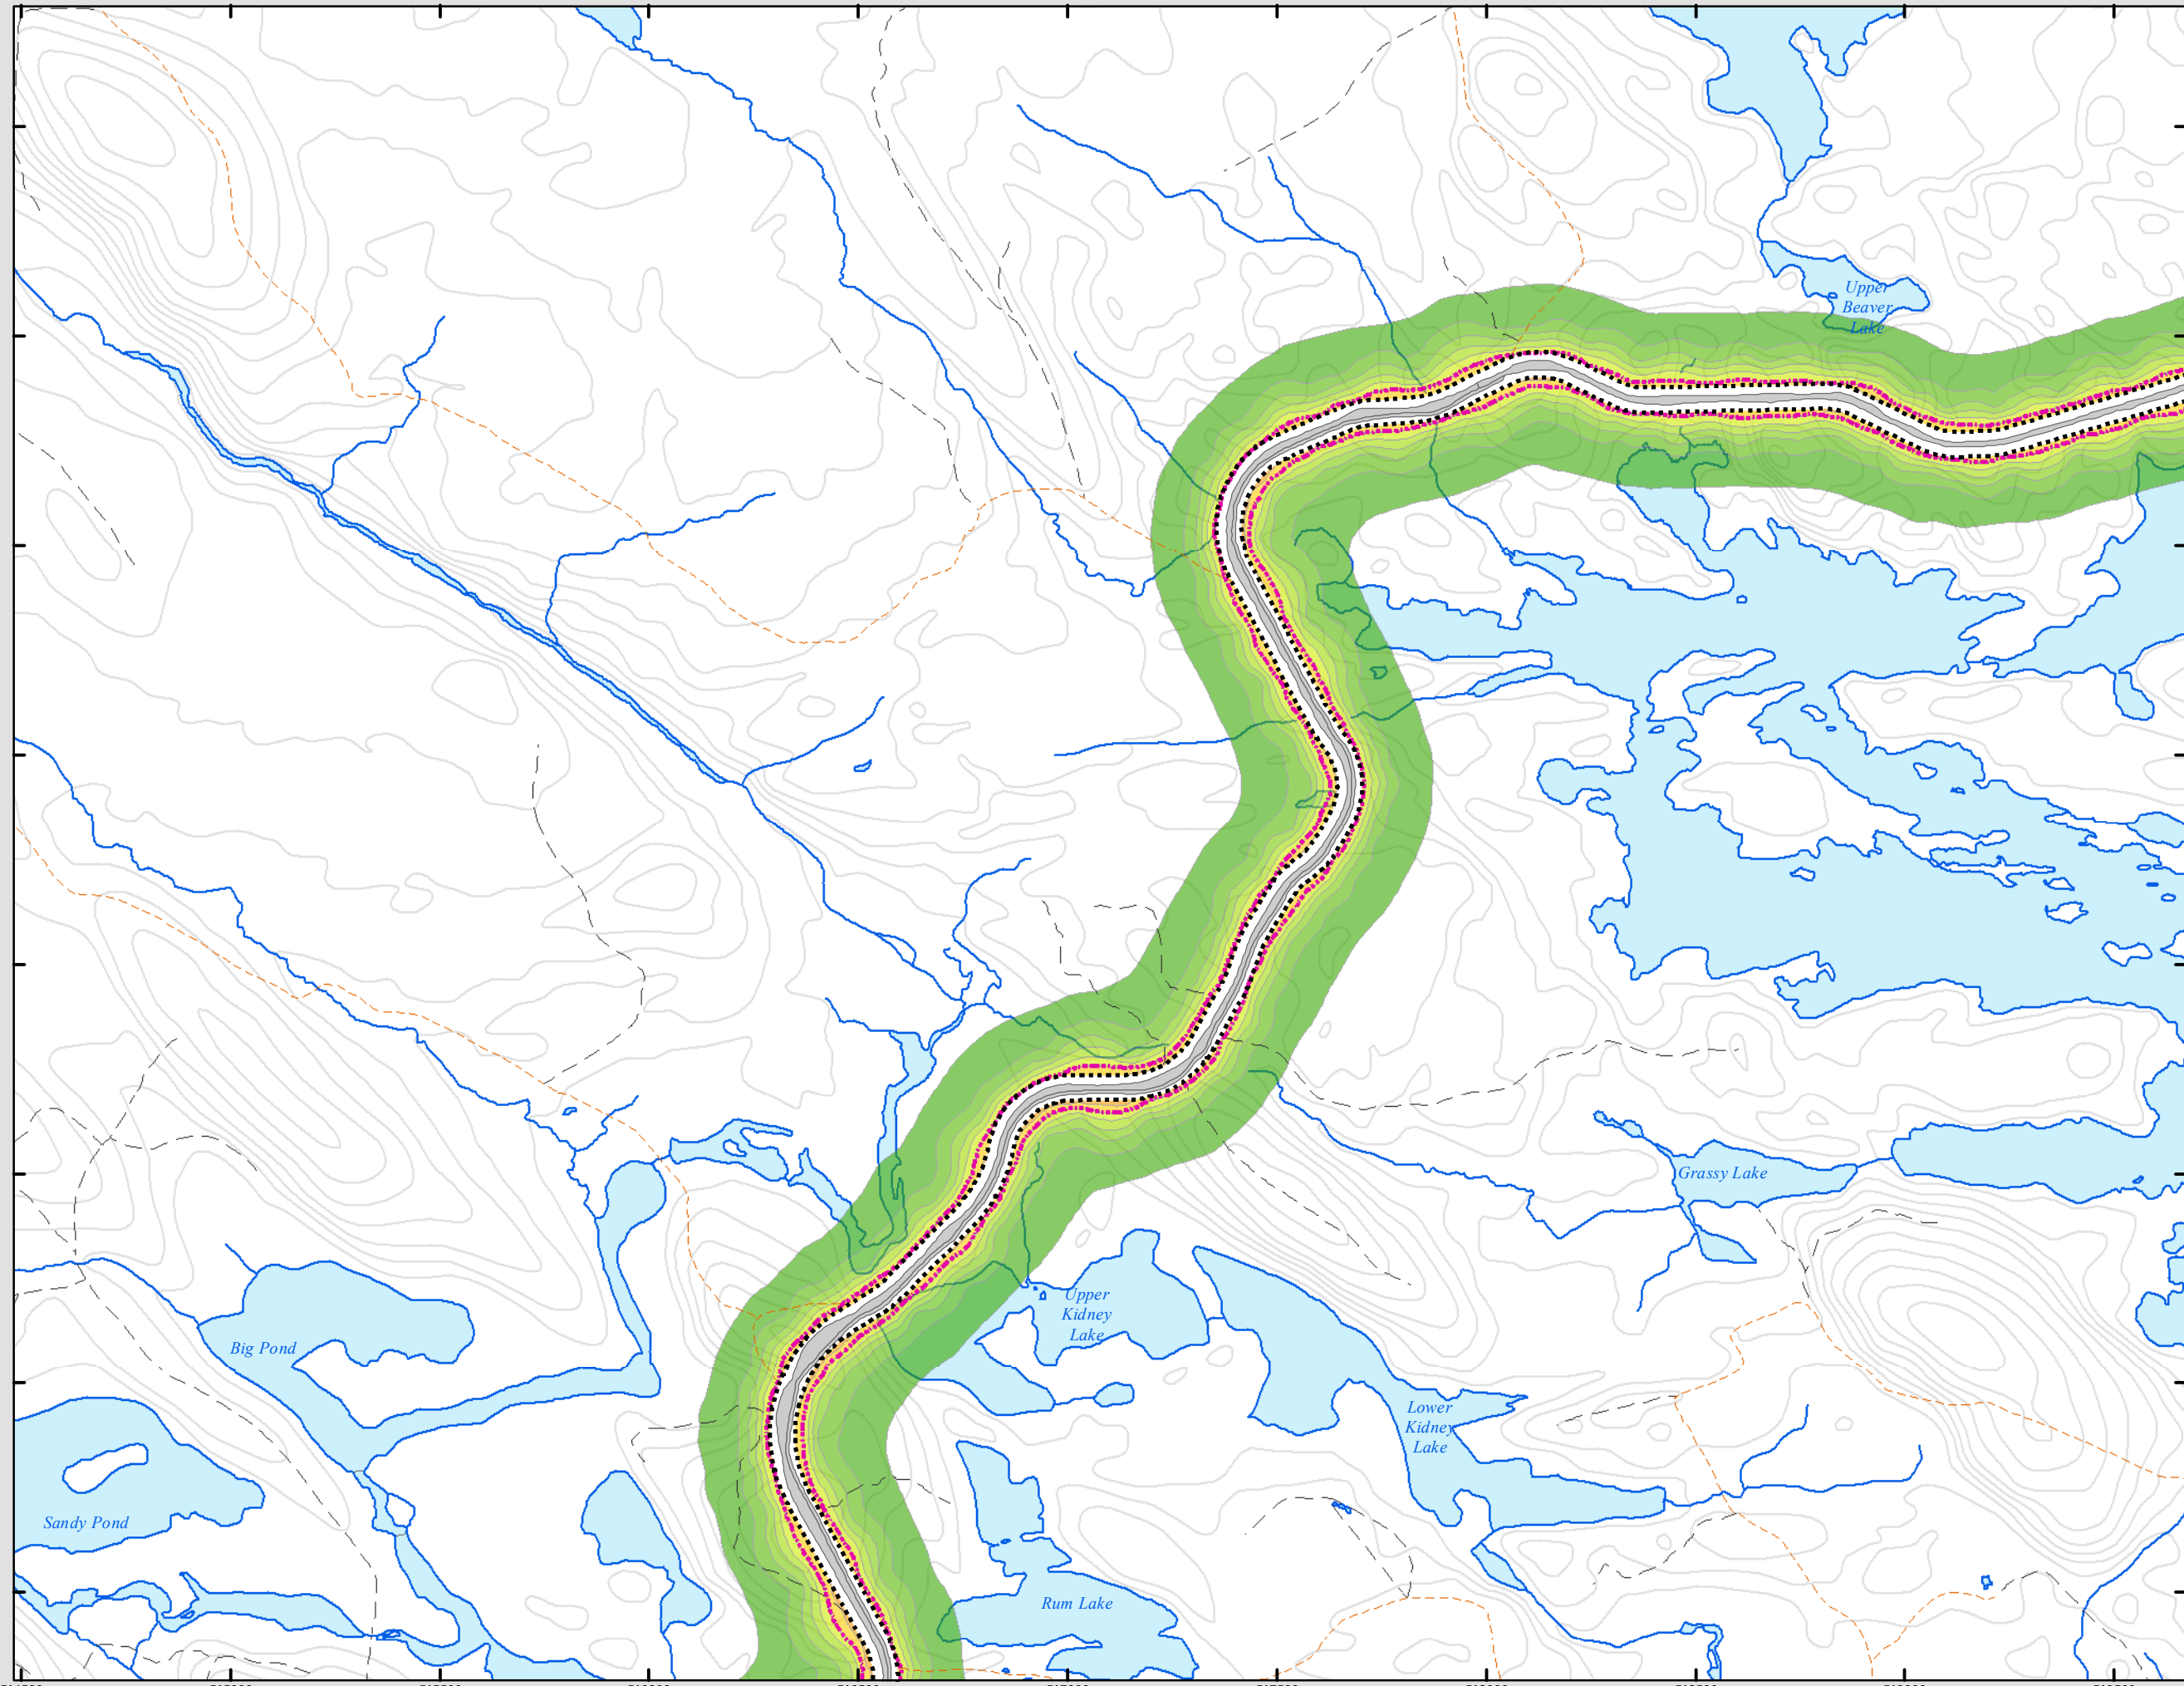 Upper
Beaver
Lake
Grassy Lake
Upper
Kidney
Lake
Big Pond
Lower
Kidney
Lake
Sandy Pond
Rum Lake